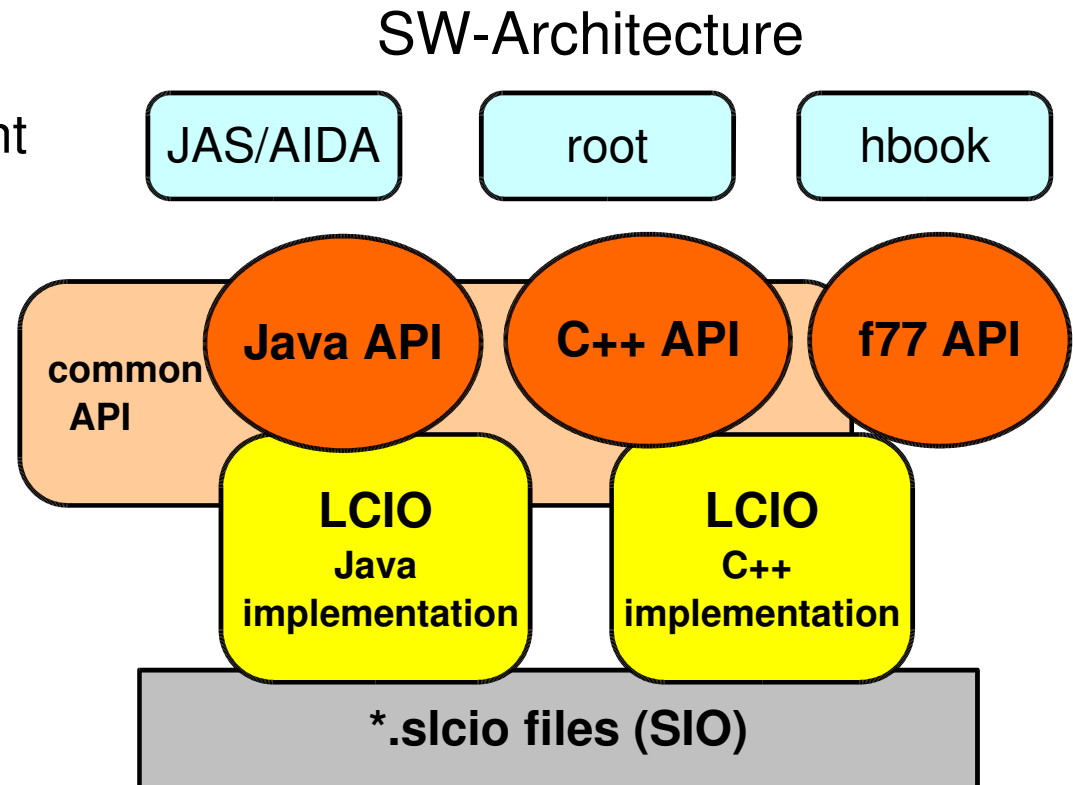 SW-Architecture
nt
JAS/AIDA
root
hbook
Java API
C++ API
f77 API
common
API
LCIO
Java
implementation
LCIO
C++
implementation
*.slcio files (SIO)